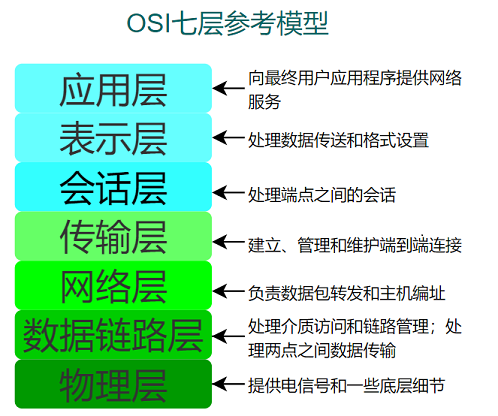 OSI七层参考模型
应用层
向最终用户应用程序提供网络
服务
表示层
处理数据传送和格式设置
会话层
处理端点之间的会话
传输层
建立、管理和维护端到端连接
网络层
负责数据包转发和主机编址
数据链路层
处理介质访问和链路管理；处
理两点之间数据传输
物理层
提供电信号和一些底层细节